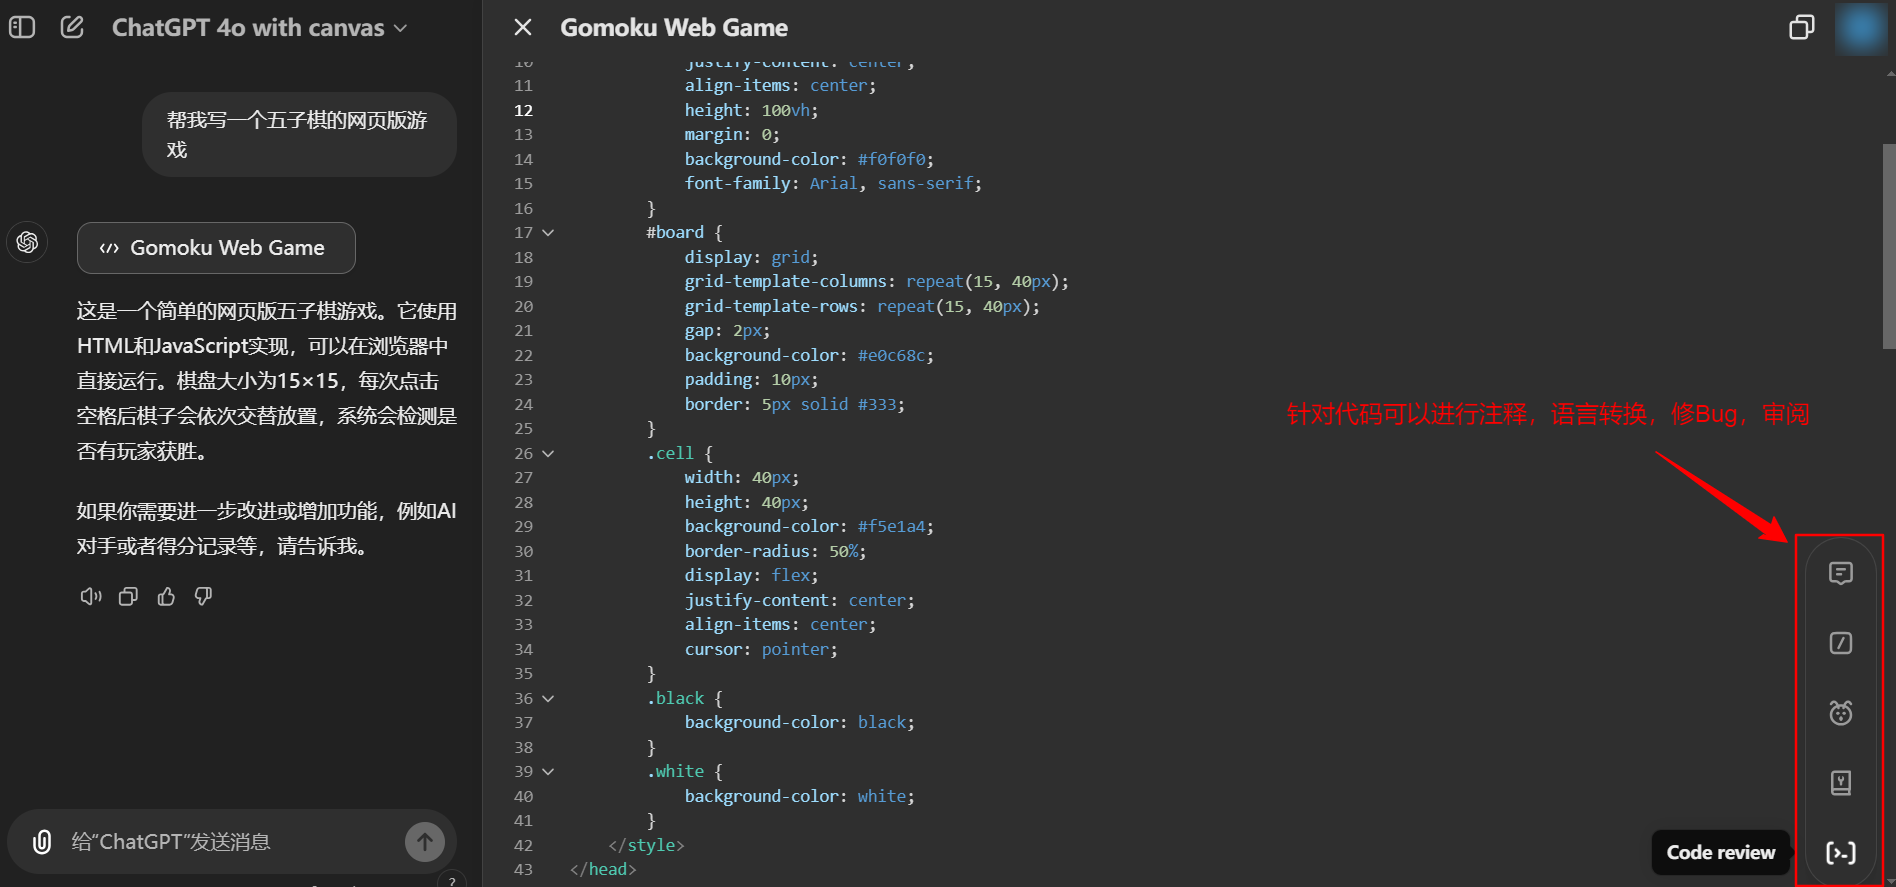 ChatGPT 4o with canvas
帮我写一个五子棋的网页版游
戏
Gomoku Web Game
这是一个简单的网页版五子棋游戏。它使用
HTML和JavaScript实现，可以在浏览器中
直接运行。棋盘大小为15×15，每次点击
空格后棋子会依次交替放置，系统会检测是
否有玩家获胜。
如果你需要进一步改进或增加功能，例如AI
对手或者得分记录等，请告诉我。
给“ChatGPT”发送消息
?
Gomoku Web Game
10 justify-content: center;
11 align-items: center;
12 height: 100vh;
13 margin: 0;
14 background-color: #f0f0f0;
15 font-family: Arial, sans-serif;
16 }
17 #board {
18 display: grid;
19 grid-template-columns: repeat(15, 40px);
20 grid-template-rows: repeat(15, 40px);
21 gap: 2px;
22 background-color: #e0c68c;
23 padding: 10px;
24 border: 5px solid #333;
25 }
26 .cell {
27 width: 40px;
28 height: 40px;
29 background-color: #f5e1a4;
30 border-radius: 50%;
31 display: flex;
32 justify-content: center;
33 align-items: center;
34 cursor: pointer;
35 }
36 .black {
37 background-color: black;
38 }
39 .white {
40 background-color: white;
41 }
42 </style>
43 </head>
针对代码可以进行注释，语言转换，修Bug，审阅
Code review